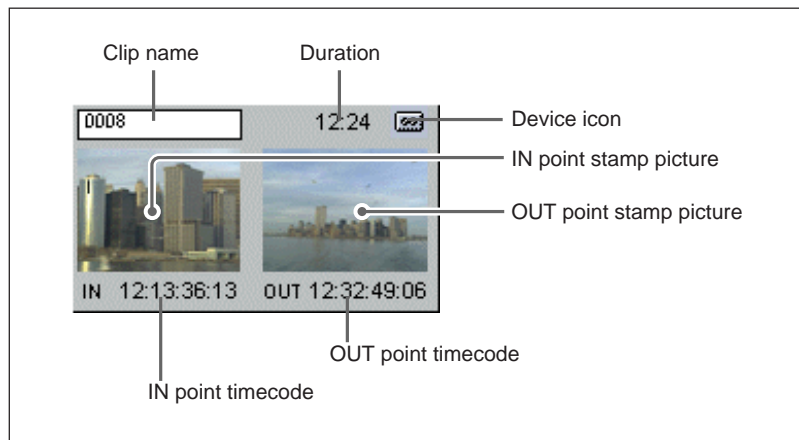 Clip name
Duration
0008
12:24
Device icon
IN point stamp picture
OUT point stamp picture
IN 12:13:36:13
OUT 12:32:49:06
OUT point timecode
IN point timecode